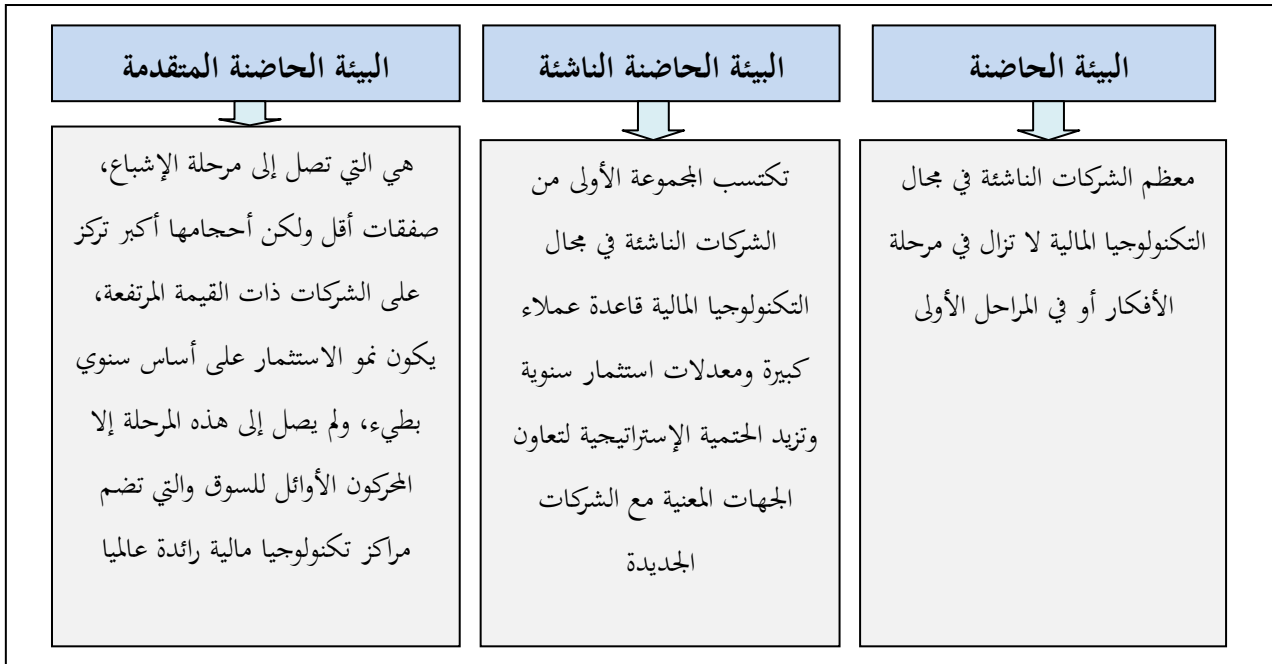 البيئة الحاضنة
معظم الشركات الناشئة في مجال
التكنولوجيا المالية لا تزال في مرحلة
الأفكار أو في المراحل الأولى
البيئة الحاضنة الناشئة
تكتسب المجموعة الأولى من
الشركات الناشئة في مجال
التكنولوجيا المالية قاعدة عملاء
كبيرة ومعدلات استثمار سنوية
وتزيد الحتمية الإستراتيجية لتعاون
الجهات المعنية مع الشركات
الجديدة
البيئة الحاضنة المتقدمة
هي التي تصل إلى مرحلة الإشباع،
صفقات أقل ولكن أحجامها أكبر تركز
على الشركات ذات القيمة المرتفعة،
يكون نمو الاستثمار على أساس سنوي
بطيء، ولم يصل إلى هذه المرحلة إلا
المحركون الأوائل للسوق والتي تضم
مراكز تكنولوجيا مالية رائدة عالميا